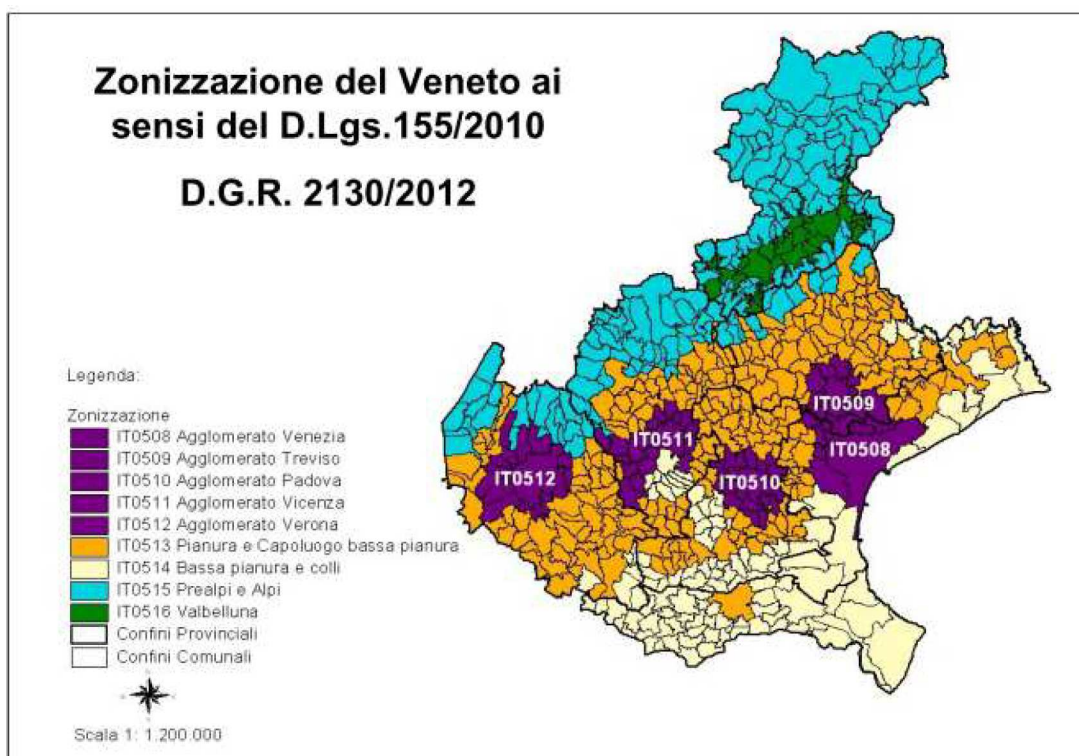 Zonizzazione del Veneto ai
sensi del D.Lgs.155/2010
D.G.R. 2130/2012
Legenda:
Zonizzazione
IT0508 Agglomerato Venezia
IT0509 Agglomerato Treviso
IT0510 Agglomerato Padova
IT0511 Agglomerato Vicenza
IT0512 Agglomerato Verona
IT0513 Pianura e Capoluogo bassa pianura
IT0514 Bassa pianura e colli
IT0515 Prealpi e Alpi
IT0516 Valbelluna
Confini Provinciali
Confini Comunali
Scala 1: 1.200.000
IT0509
IT0511
IT0508
IT0512
IT0510